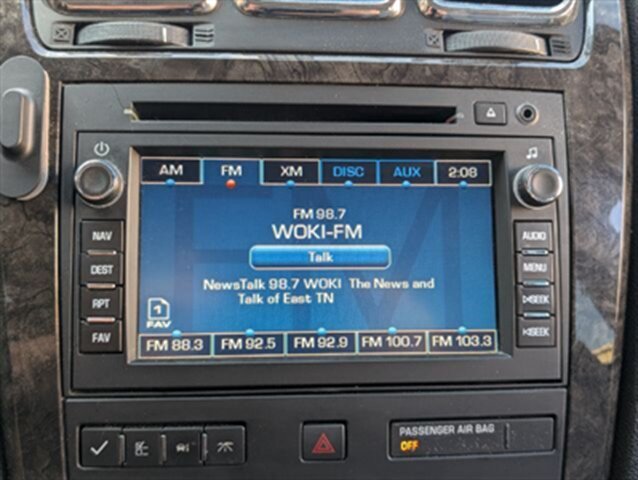 AM FM XM DISC AUX 2:08
FM 98.7
WOKI-FM
Talk
NewsTalk 98.7 WOKI The News and
Talk of East TN
1
FAV
FM 88.3 FM 92.5 FM 92.9 FM 100.7 FM 103.3
NAV
DEST
RPT
FAV
AUDIO
MENU
SEEK
SEEK
PASSENGER AIR BAG
OFF
FM